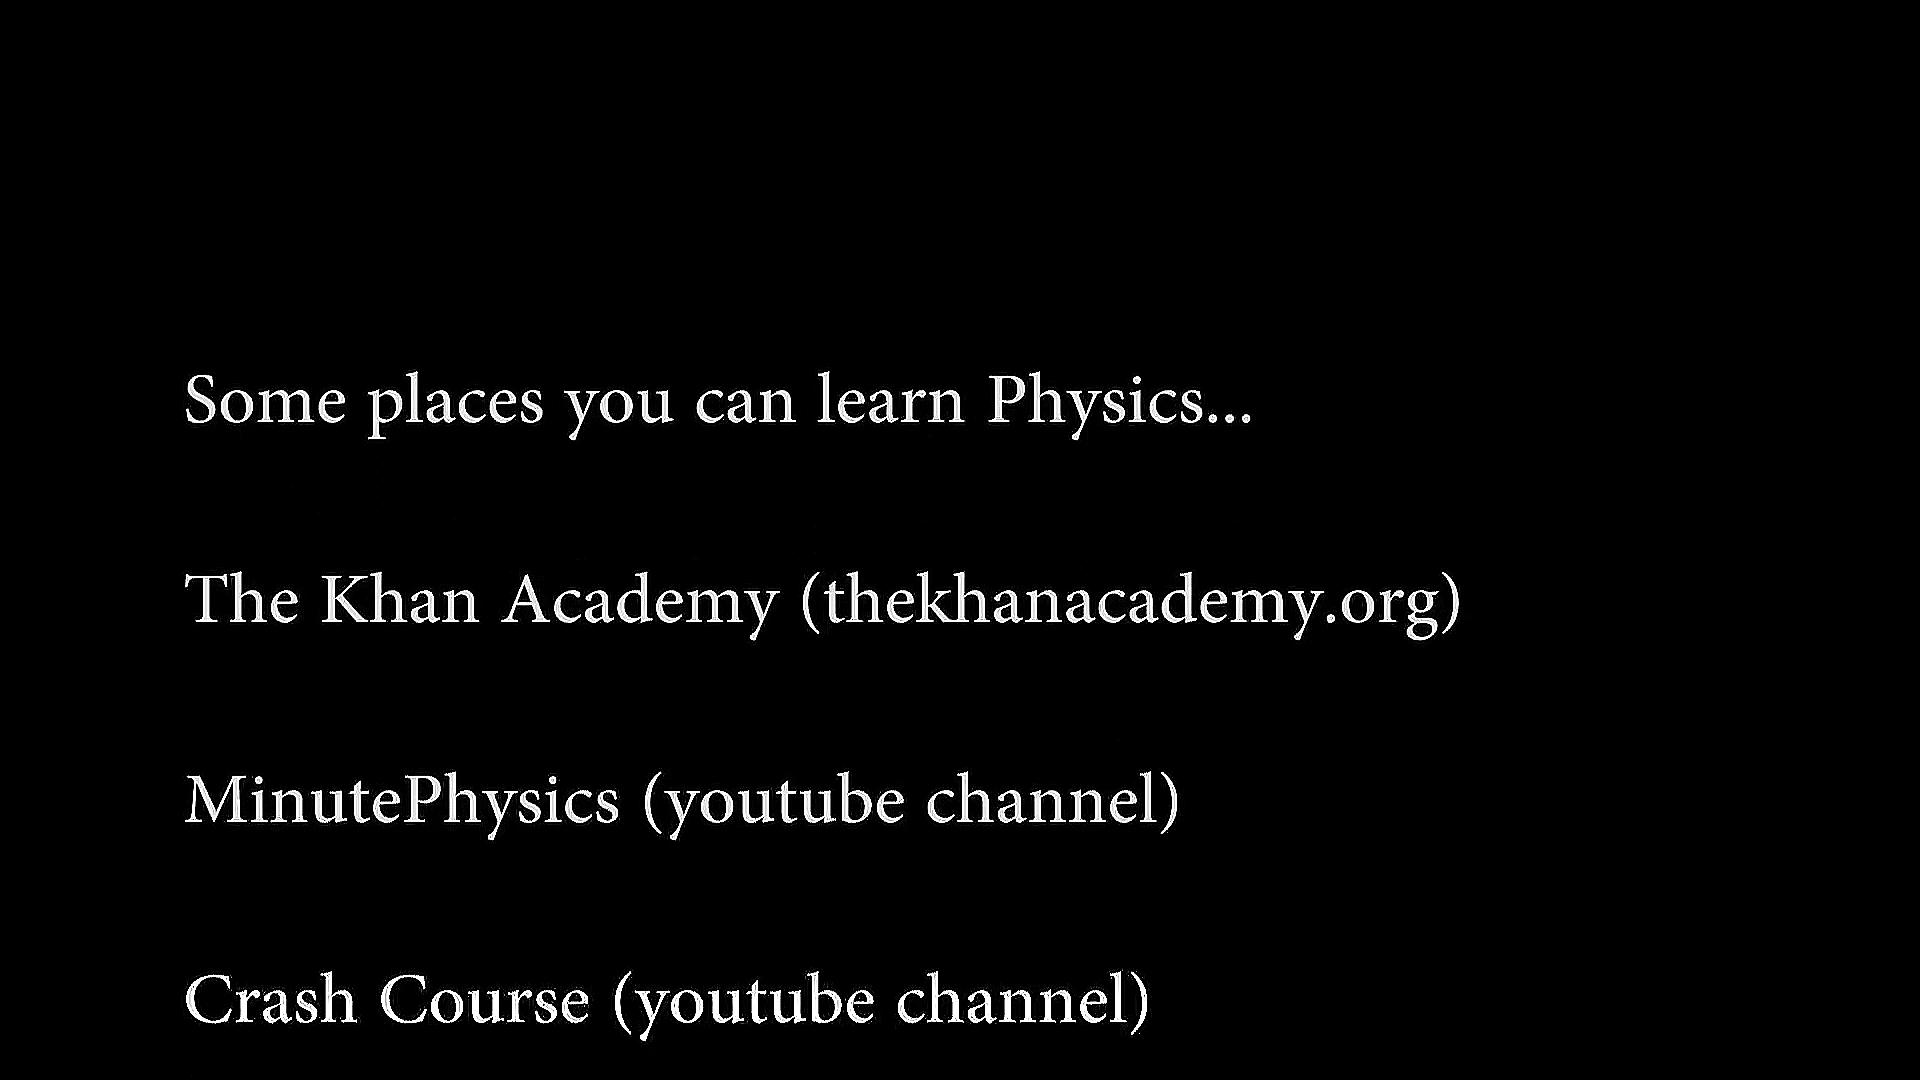 Some places you can learn Physics...
The Khan Academy (thekhanacademy.org)
MinutePhysics (youtube channel)
Crash Course (youtube channel)